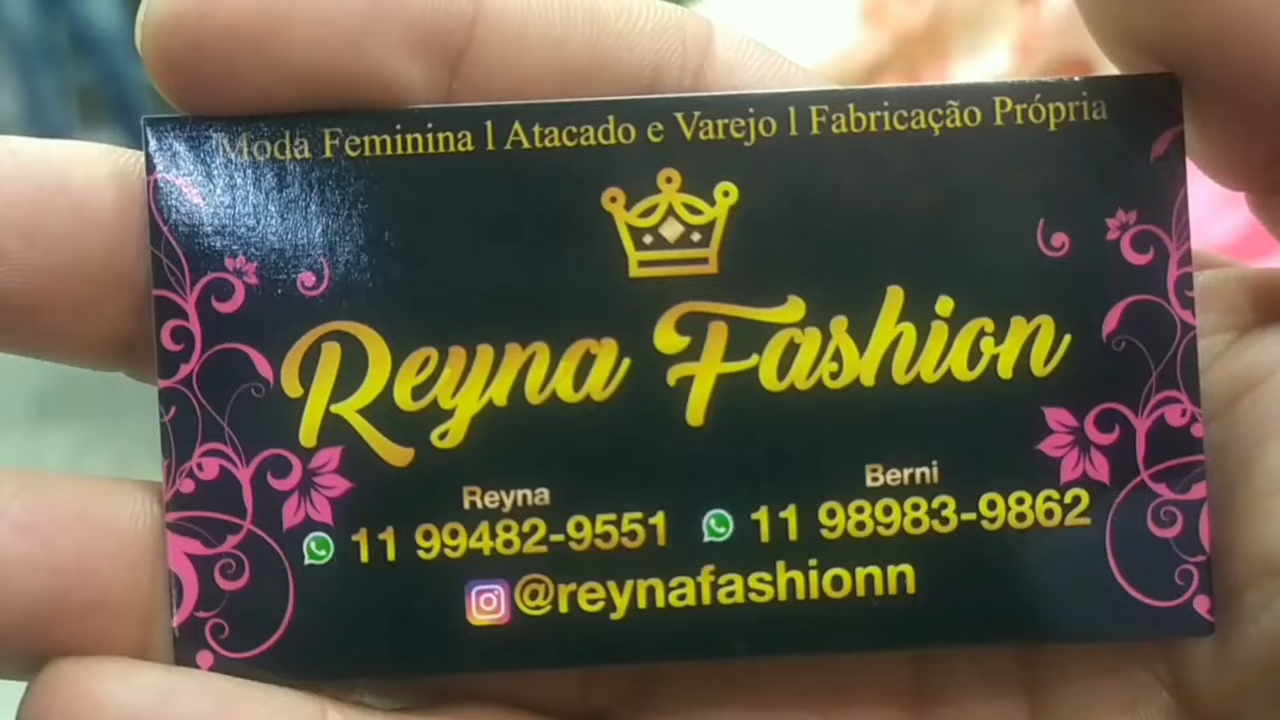 Moda Feminina l Atacado e Varejo l Fabricação Própria
Reyna Fashion
Reyna
11 99482-9551
Berni
11 98983-9862
@reynafashionn